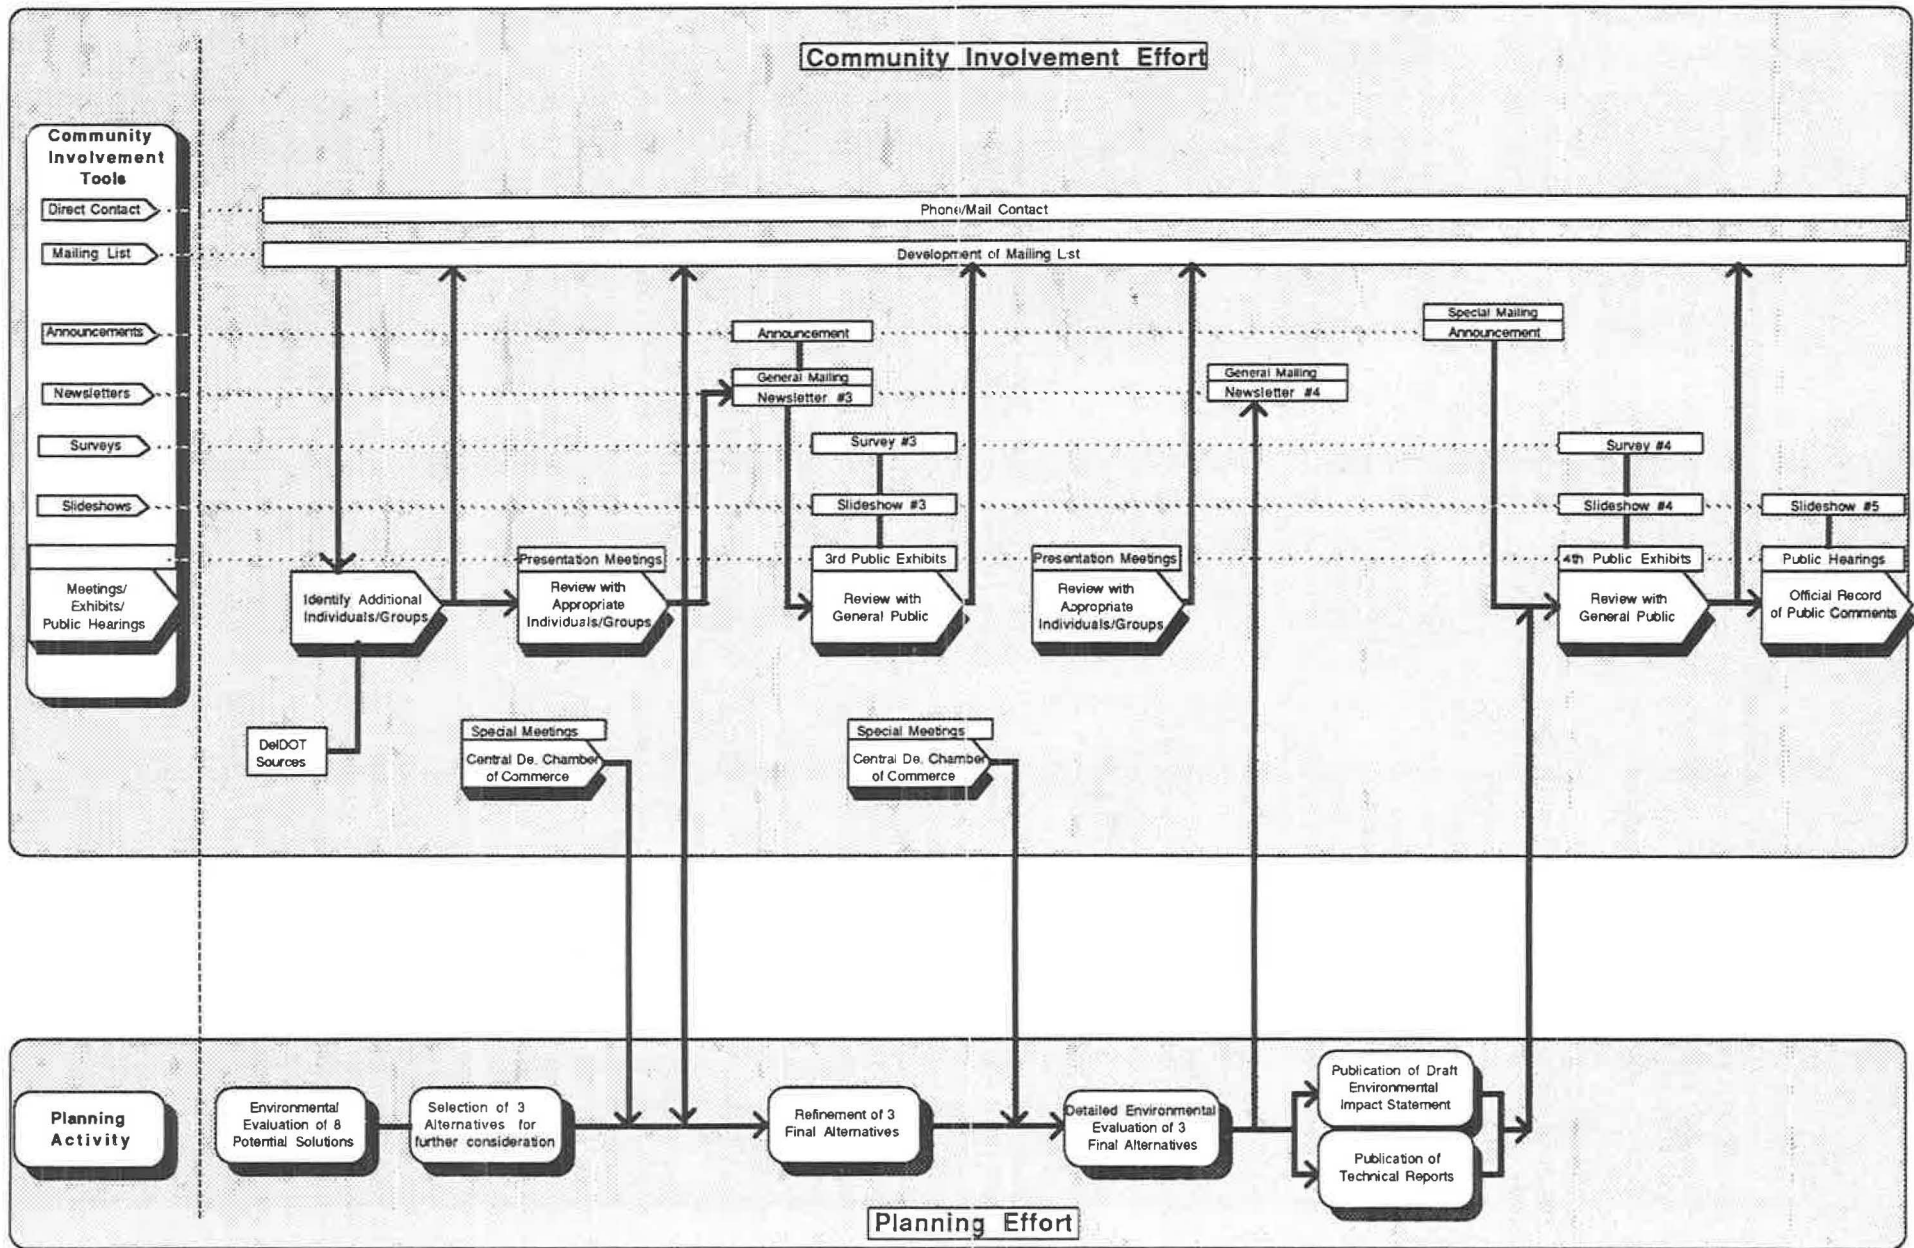 Community Involvement Effort
Community
Involvement
Tools
Direct Contact
Phone/Mail Contact
Mailing List
Development of Mailing List
Announcements
Announcement
Special Mailing
Announcement
Newsletters
General Mailing
Newsletter #3
General Mailing
Newsletter #4
Surveys
Survey #3
Survey #4
Slideshows
Slideshow #3
Slideshow #4
Slideshow #5
Meetings/
Exhibits/
Public Hearings
Identify Additional
Individuals/Groups
Presentation Meetings
Review with
Appropriate
Individuals/Groups
3rd Public Exhibits
Review with
General Public
Presentation Meetings
Review with
Appropriate
Individuals/Groups
4th Public Exhibits
Review with
General Public
Public Hearings
Official Record
of Public Comments
DelDOT
Sources
Special Meetings
Central De. Chamber
of Commerce
Special Meetings
Central De. Chamber
of Commerce
Planning
Activity
Environmental
Evaluation of 8
Potential Solutions
Selection of 3
Alternatives for
further consideration
Refinement of 3
Final Alternatives
Detailed Environmental
Evaluation of 3
Final Alternatives
Publication of Draft
Environmental
Impact Statement
Publication of
Technical Reports
Planning Effort